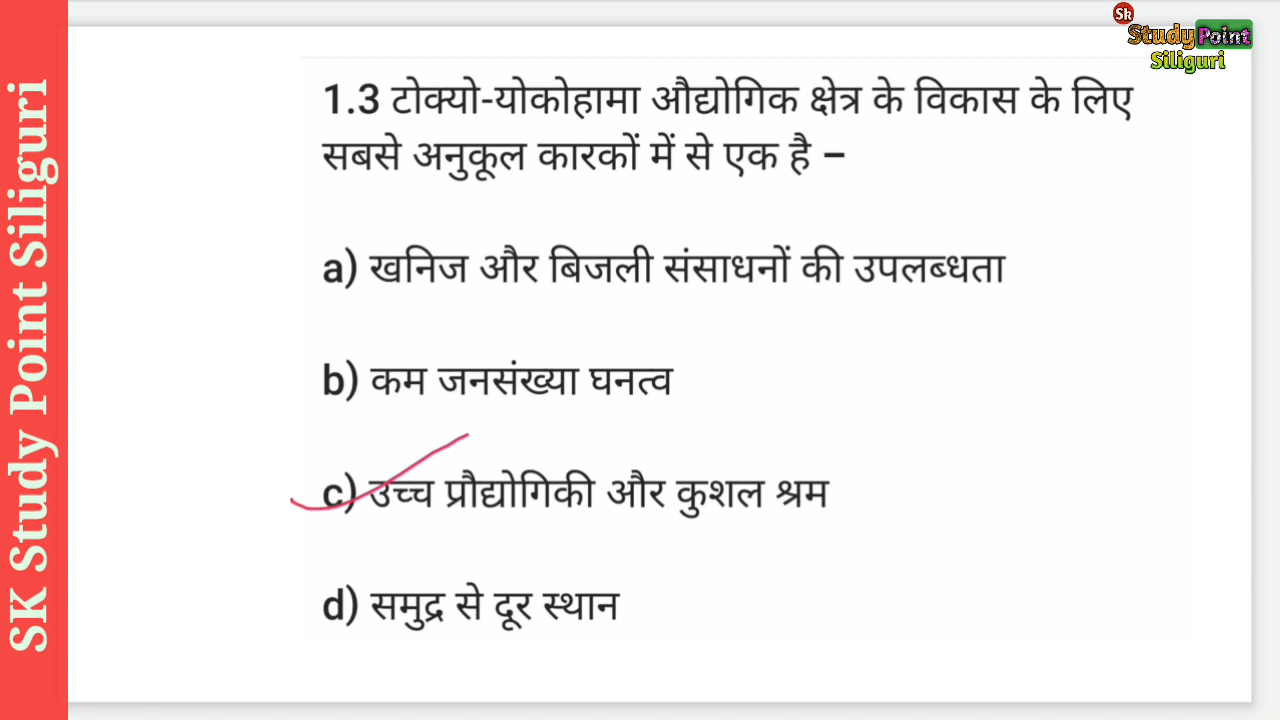 SK Study Point Siliguri
Sk
Study Point
Siliguri
1.3 टोक्यो-योकोहामा औद्योगिक क्षेत्र के विकास के लिए
सबसे अनुकूल कारकों में से एक है –
a) खनिज और बिजली संसाधनों की उपलब्धता
b) कम जनसंख्या घनत्व
c) उच्च प्रौद्योगिकी और कुशल श्रम
d) समुद्र से दूर स्थान